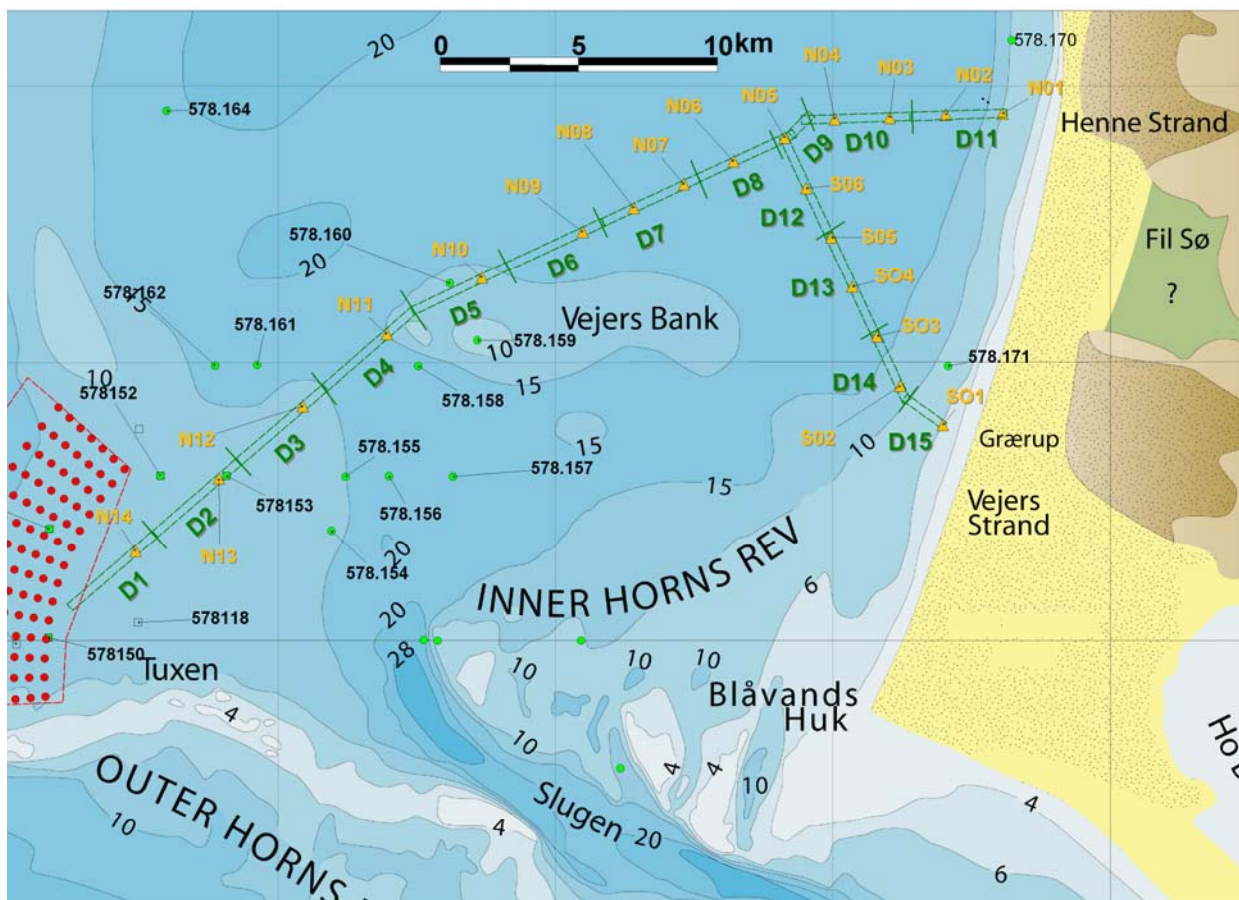 20
0 5 10km
578.170
578.164
N04
N03
N02
N01
N05
N06
Henne Strand
D9
D10
D11
N08
N07
D8
N09
S06
D12
D7
578.160
20
S05
Fil Sø
?
N10
D6
578.162
15
SO4
D13
N11
D5
Vejers Bank
578.161
SO3
578.159
10
D4
578.171
10
15
578.158
D14
578152
SO1
N12
S02
10
D15
Grærup
15
D3
578.155
578.157
15
Vejers
Strand
D2
578.156
578153
N14
N13
20
578.154
D1
INNER HORNS REV
6
578118
20
28
578150
Tuxen
10
10
10
Blåvands
Huk
4
10
4
4
10
OUTER HORNS
Slugen
20
10
4
4
6